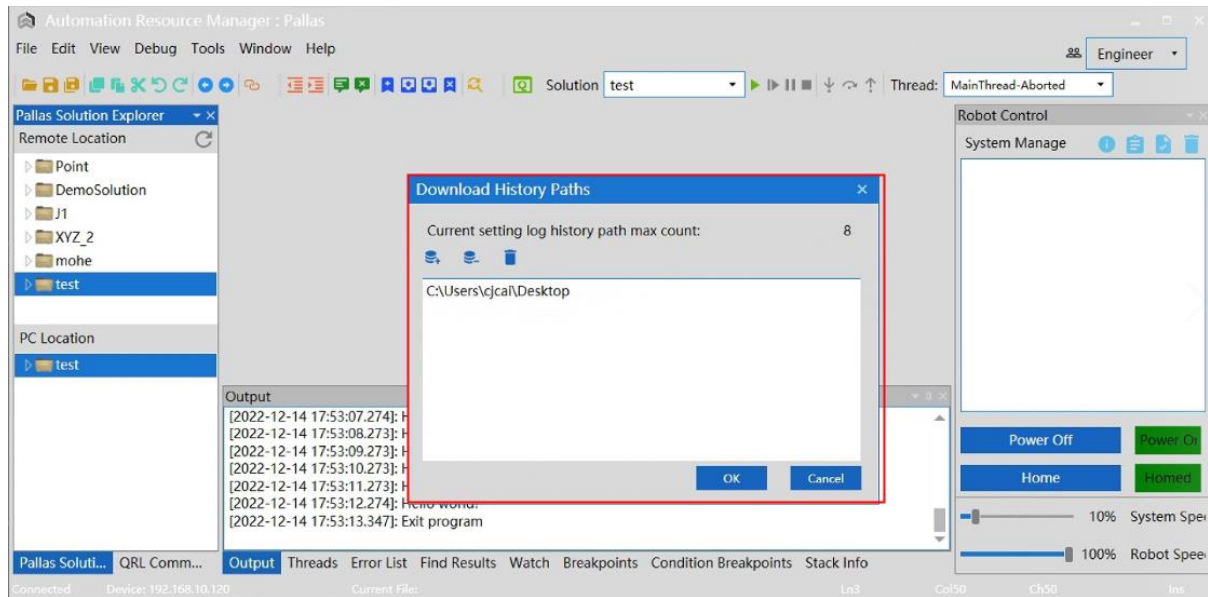 Automation Resource Manager : Pallas
File Edit View Debug Tools Window Help
Engineer
Solution test
Thread: MainThread-Aborted
Pallas Solution Explorer
Remote Location
Point
DemoSolution
J1
XYZ_2
mohe
test
PC Location
test
Download History Paths
Current setting log history path max count: 8
C:\Users\cjcai\Desktop
OK Cancel
Output
[2022-12-14 17:53:07.274]: H
[2022-12-14 17:53:08.273]: H
[2022-12-14 17:53:09.273]: H
[2022-12-14 17:53:10.273]: H
[2022-12-14 17:53:11.273]: H
[2022-12-14 17:53:12.274]: Hello world!
[2022-12-14 17:53:13.347]: Exit program
Robot Control
System Manage
Power Off Power On
Home Homed
10% System Spee
100% Robot Speed
Pallas Soluti... QRL Comm...
Output Threads Error List Find Results Watch Breakpoints Condition Breakpoints Stack Info
Connected Device: 192.168.10.120 Current File: Ln3 Col50 Ch50 Ins